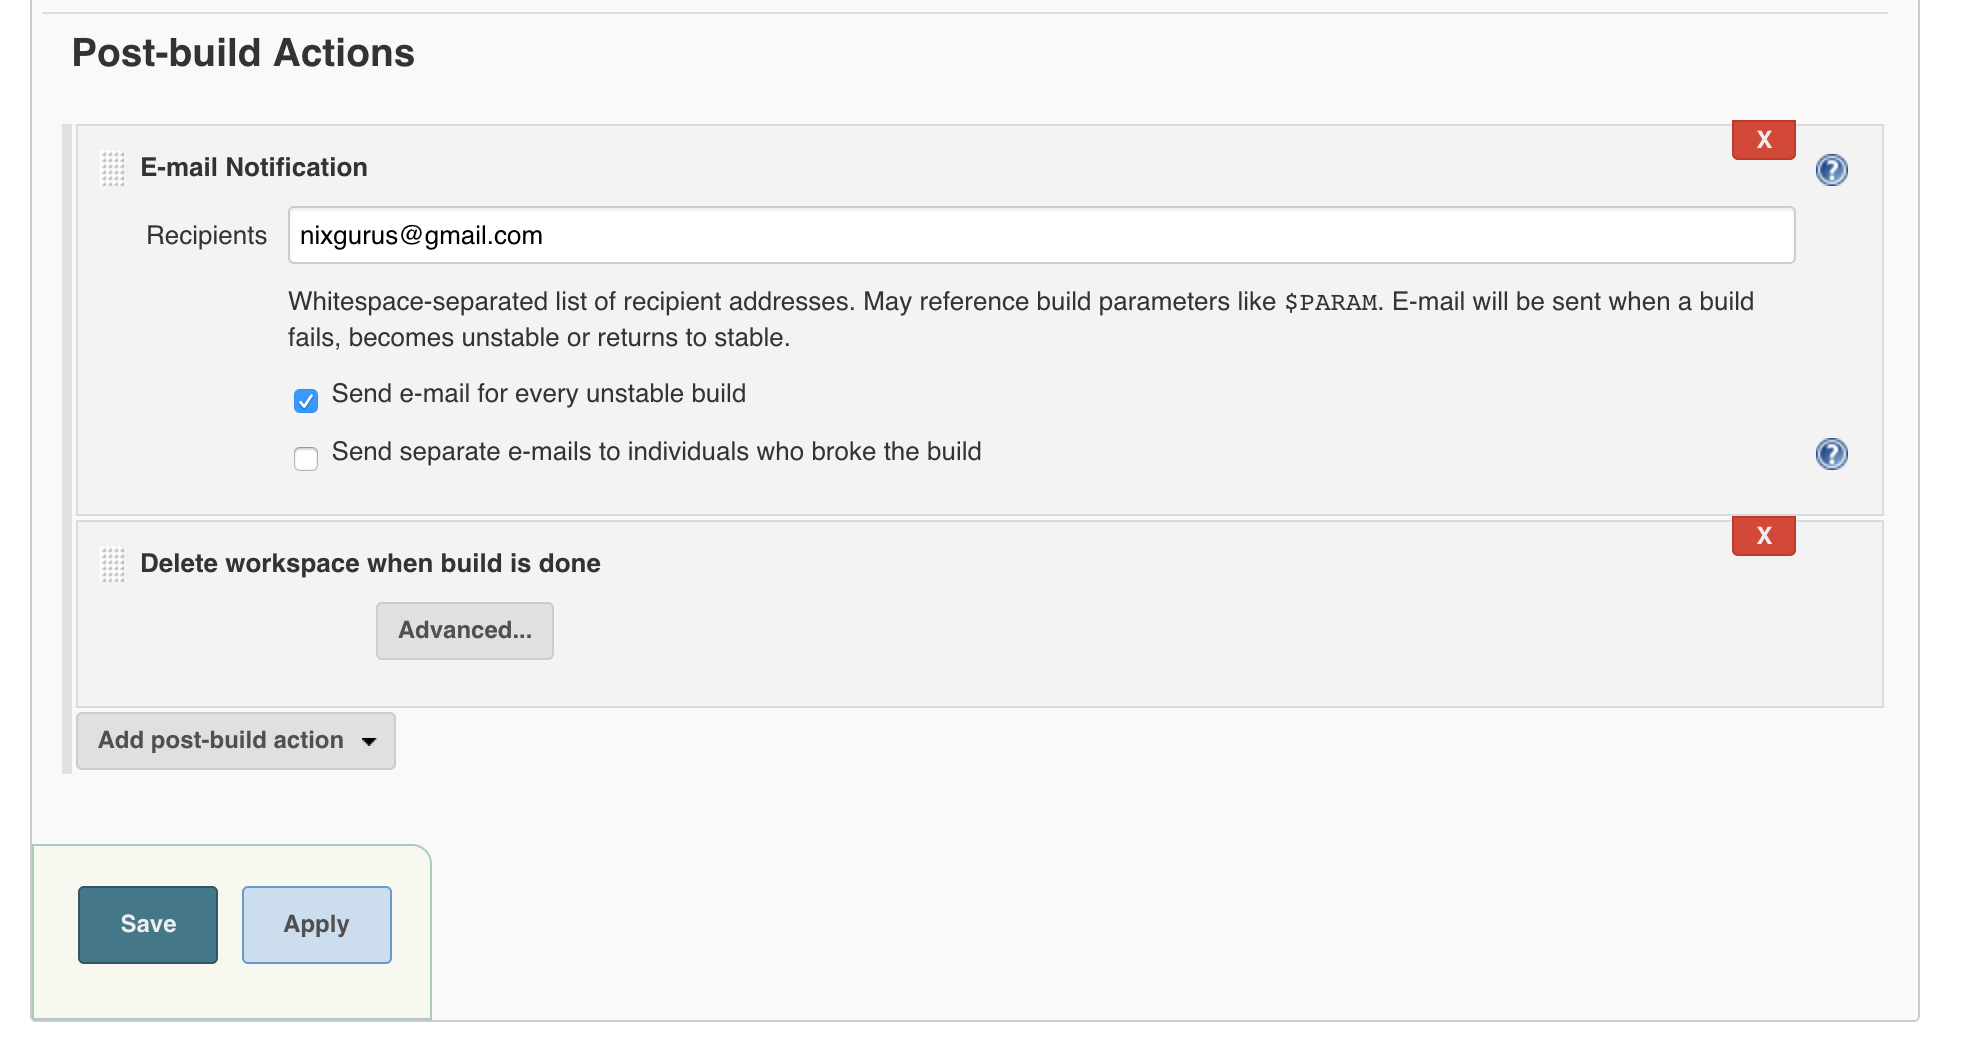 Post-build Actions
X
E-mail Notification
?
Recipients
nixgurus@gmail.com
Whitespace-separated list of recipient addresses. May reference build parameters like $PARAM. E-mail will be sent when a build
fails, becomes unstable or returns to stable.
Send e-mail for every unstable build
Send separate e-mails to individuals who broke the build
?
X
Delete workspace when build is done
Advanced...
Add post-build action
Save
Apply